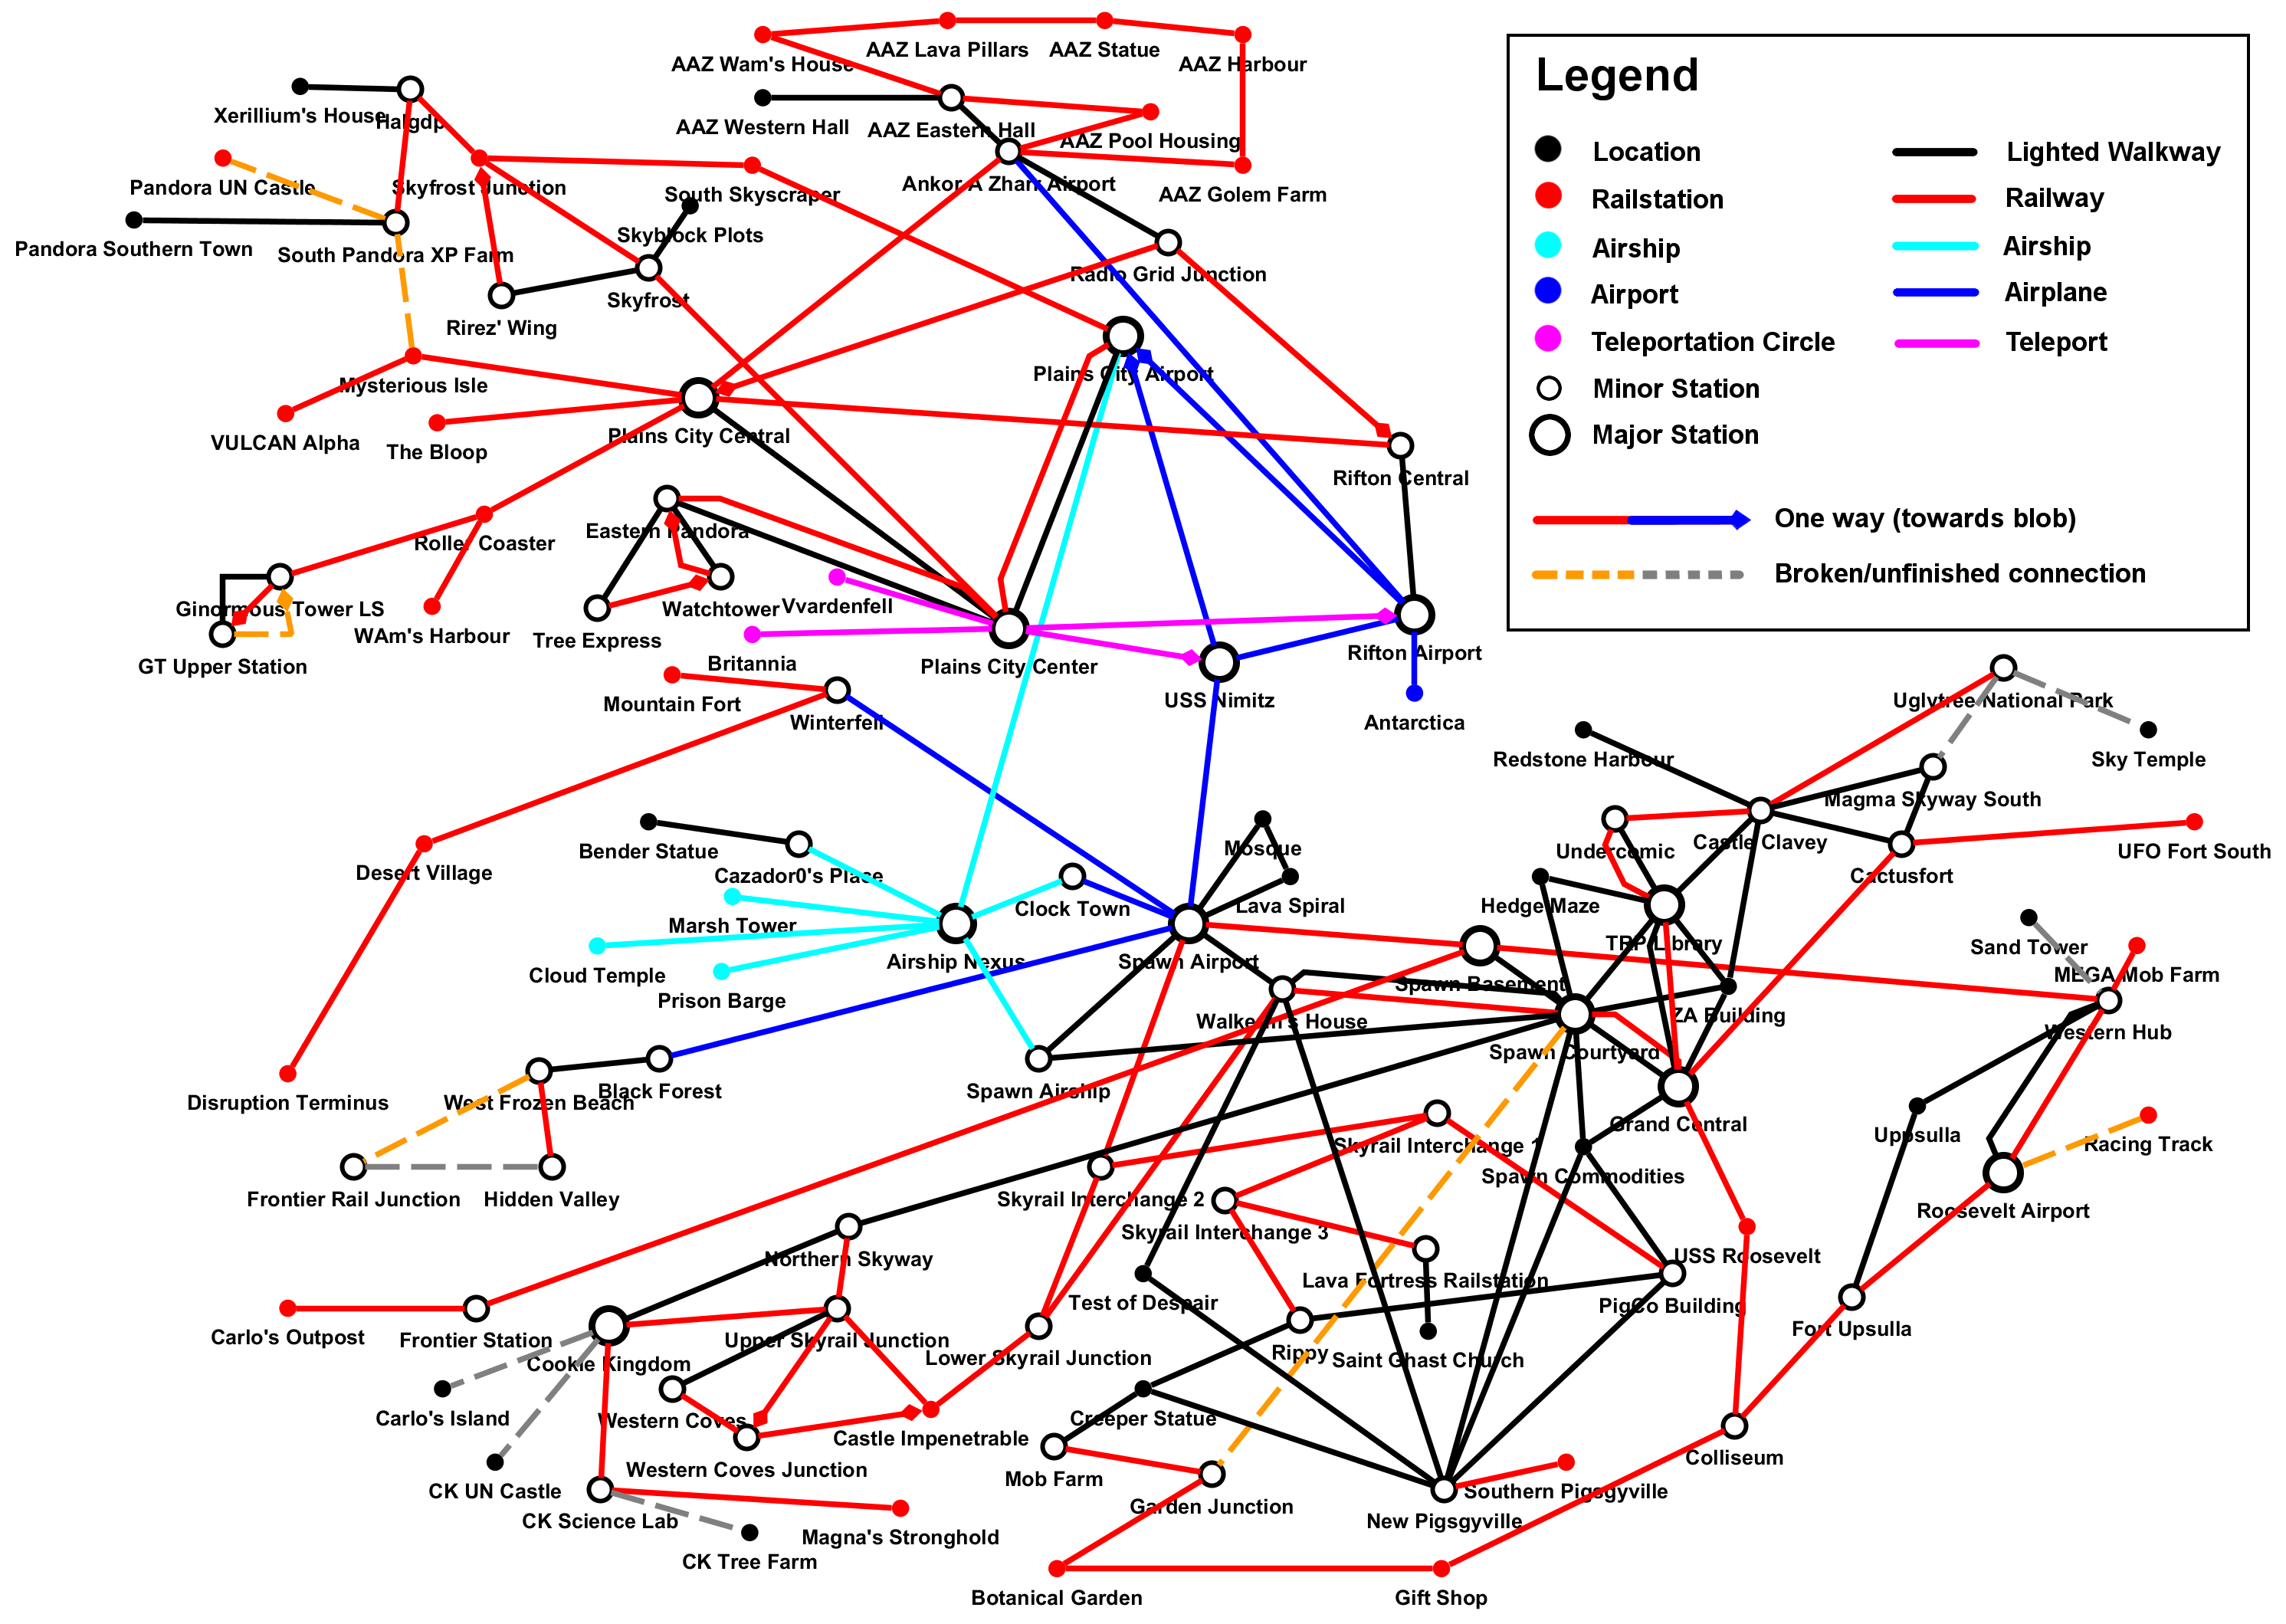 AAZ Lava Pillars
AAZ Statue
AAZ Wam's House
AAZ Harbour
Legend
Xerillium's House
Halgdp
AAZ Western Hall
AAZ Eastern Hall
AAZ Pool Housing
Pandora UN Castle
Skyfrost Junction
South Skyscraper
Ankor A Zharr Airport
AAZ Golem Farm
Location
Lighted Walkway
Railstation
Railway
Pandora Southern Town
South Pandora XP Farm
Skyblock Plots
Airship
Airship
Rirez' Wing
Skyfrost
Radio Grid Junction
Airport
Airplane
Teleportation Circle
Teleport
Mysterious Isle
Plains City Airport
Minor Station
VULCAN Alpha
The Bloop
Plains City Central
Major Station
Rifton Central
One way (towards blob)
Roller Coaster
Eastern Pandora
Broken/unfinished connection
Ginormous Tower LS
WAm's Harbour
Watchtower
Vvardenfell
Tree Express
GT Upper Station
Britannia
Plains City Center
Rifton Airport
Mountain Fort
Winterfell
USS Nimitz
Antarctica
Uglytree National Park
Redstone Harbour
Sky Temple
Magma Skyway South
Bender Statue
Mosque
Undercomic
Castle Clavey
UFO Fort South
Desert Village
Cazador0's Place
Cactusfort
Marsh Tower
Clock Town
Lava Spiral
Hedge Maze
TRP Library
Sand Tower
Cloud Temple
Airship Nexus
Spawn Airport
Spawn Basement
MEGA Mob Farm
Prison Barge
ZA Building
Western Hub
Spawn Courtyard
Disruption Terminus
West Frozen Beach
Black Forest
Spawn Airship
Grand Central
Uppsulla
Racing Track
Skyrail Interchange 1
Spawn Commodities
Frontier Rail Junction
Hidden Valley
Skyrail Interchange 2
Roosevelt Airport
Skyrail Interchange 3
Northern Skyway
USS Roosevelt
Lava Fortress Railstation
Test of Despair
PigCo Building
Carlo's Outpost
Frontier Station
Upper Skyrail Junction
Fort Upsulla
Cookie Kingdom
Lower Skyrail Junction
Rippy
Saint Ghast Church
Carlo's Island
Western Coves
Creeper Statue
Castle Impenetrable
Western Coves Junction
Mob Farm
Colliseum
CK UN Castle
Southern Pigsgyville
Garden Junction
CK Science Lab
Magna's Stronghold
New Pigsgyville
CK Tree Farm
Botanical Garden
Gift Shop